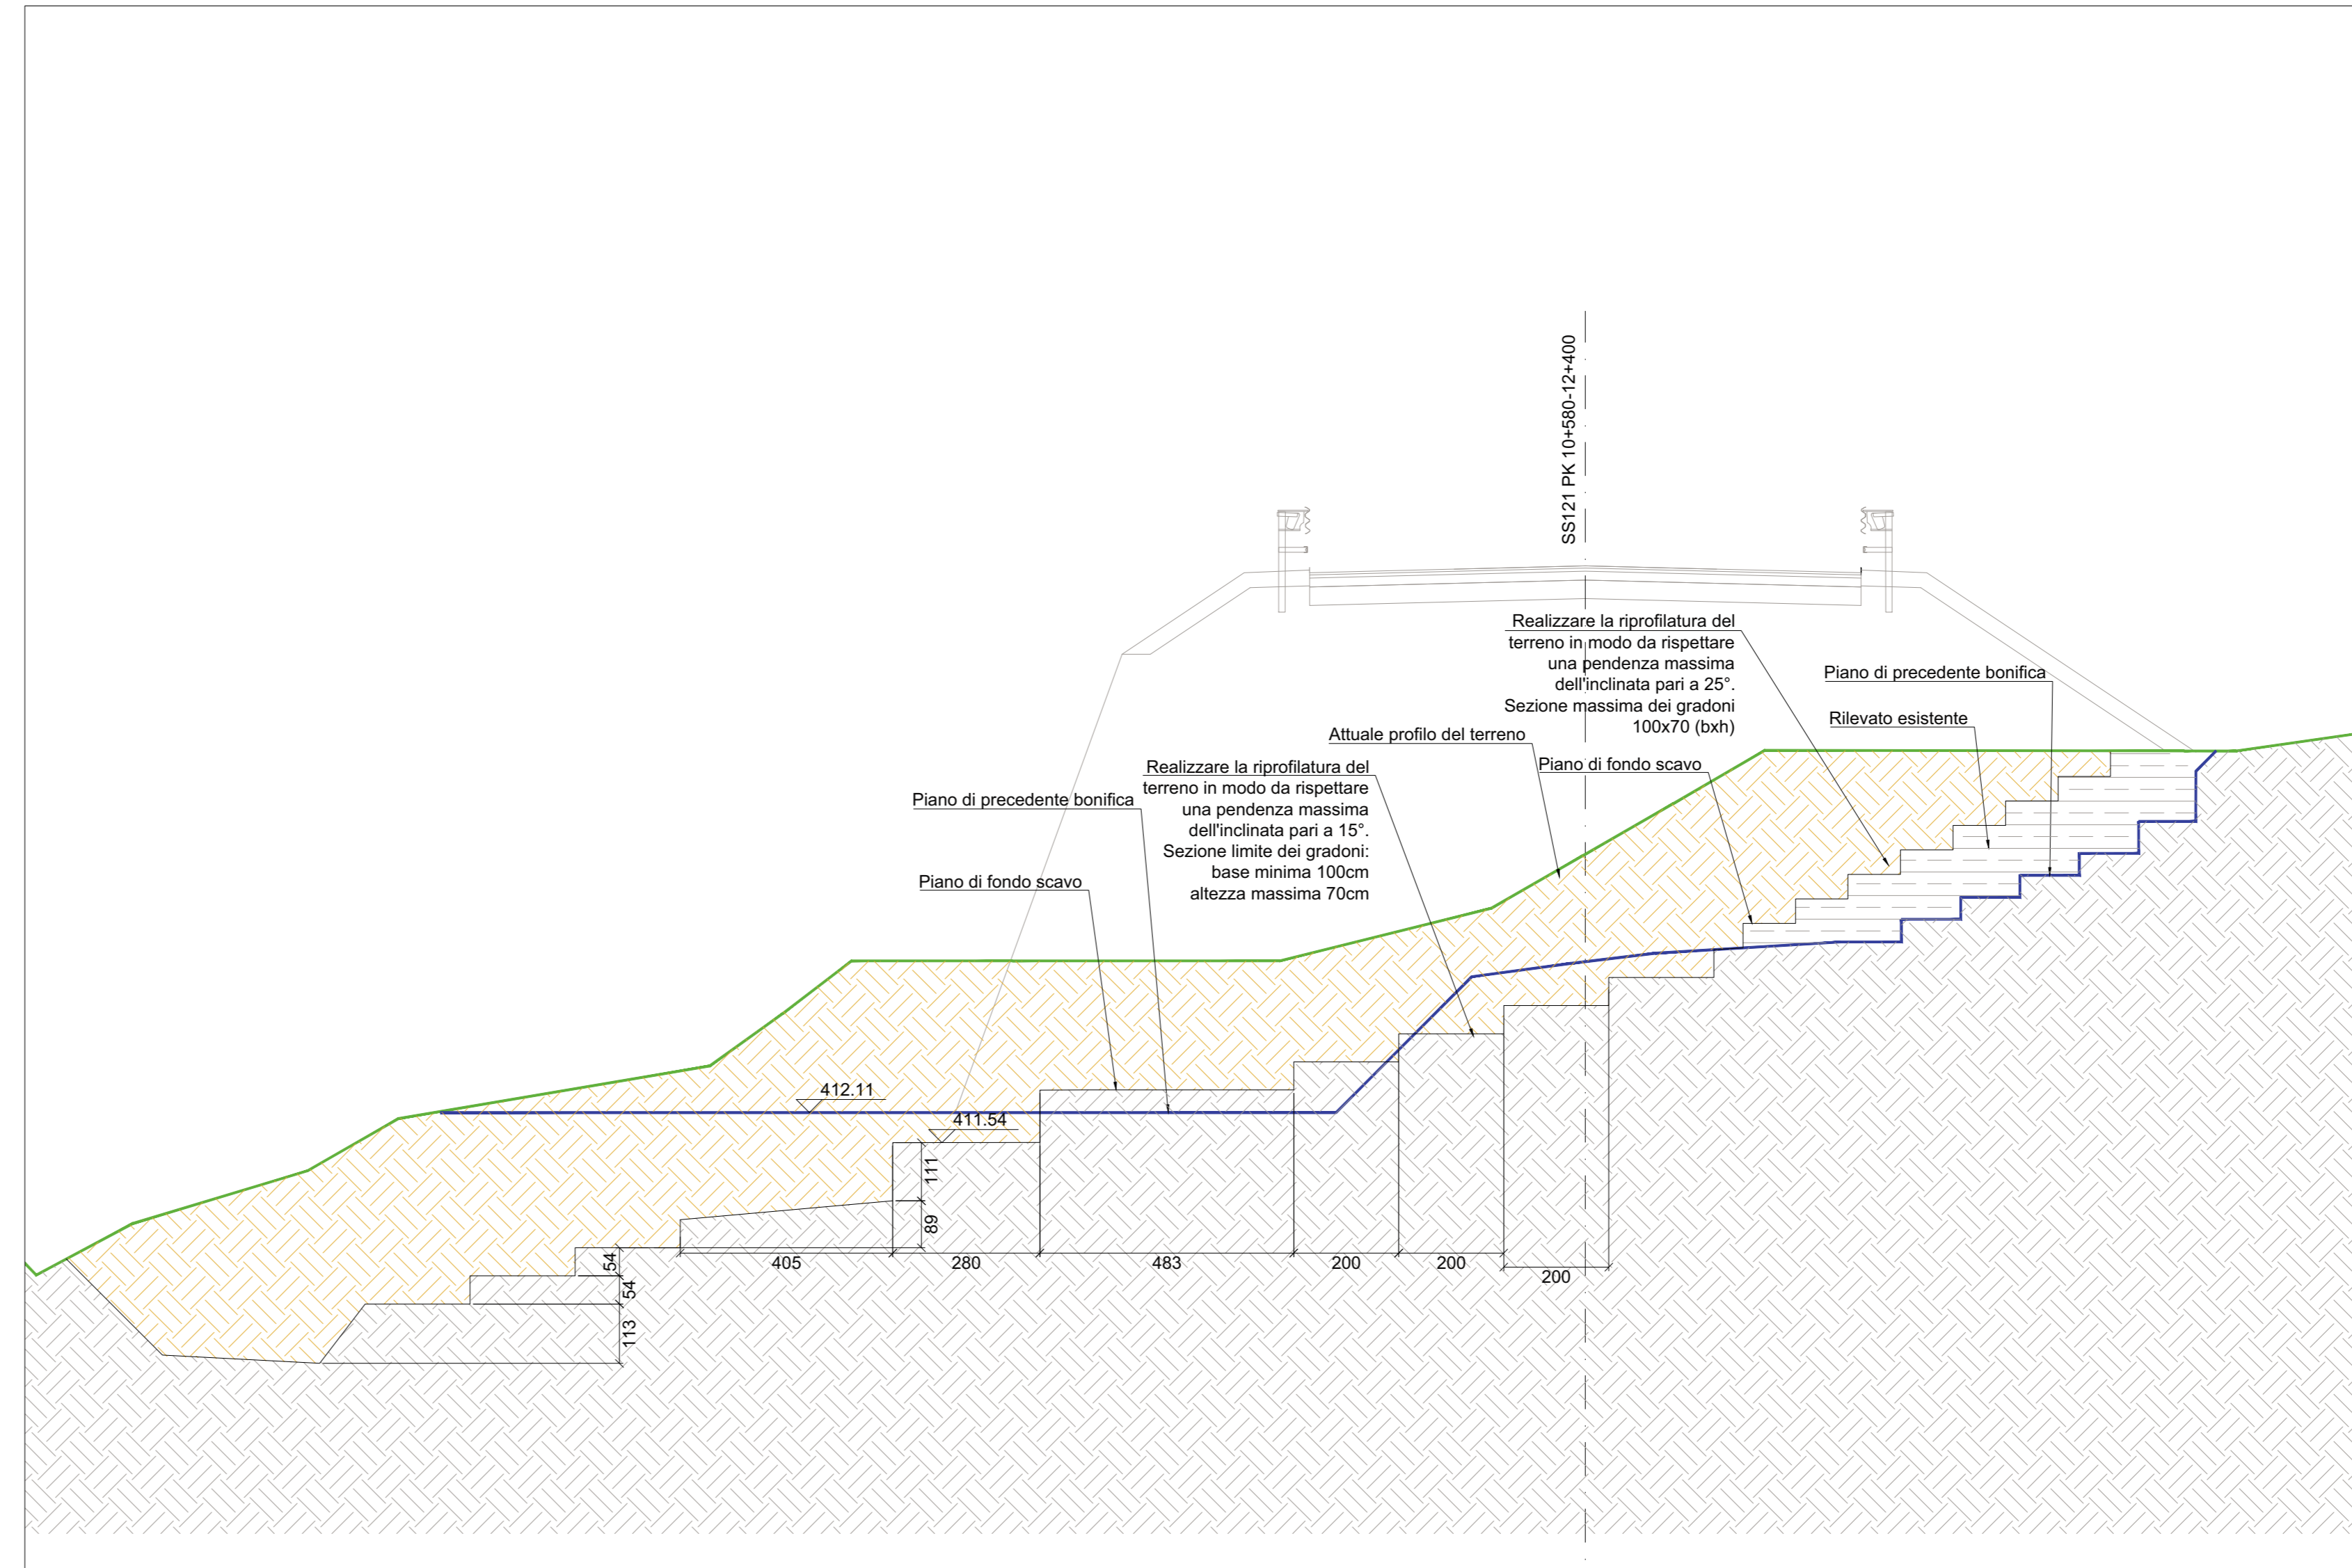 SS121 PK 10+580-12+400
Realizzare la riprofilatura del
terreno in modo da rispettare
una pendenza massima
dell'inclinata pari a 25°.
Sezione massima dei gradoni
100x70 (bxh)
Piano di precedente bonifica
Rilevato esistente
Attuale profilo del terreno
Piano di fondo scavo
Realizzare la riprofilatura del
terreno in modo da rispettare
una pendenza massima
dell'inclinata pari a 15°.
Sezione limite dei gradoni:
base minima 100cm
altezza massima 70cm
Piano di precedente bonifica
Piano di fondo scavo
412.11
411.54
111
89
54
54
113
405
280
483
200
200
200